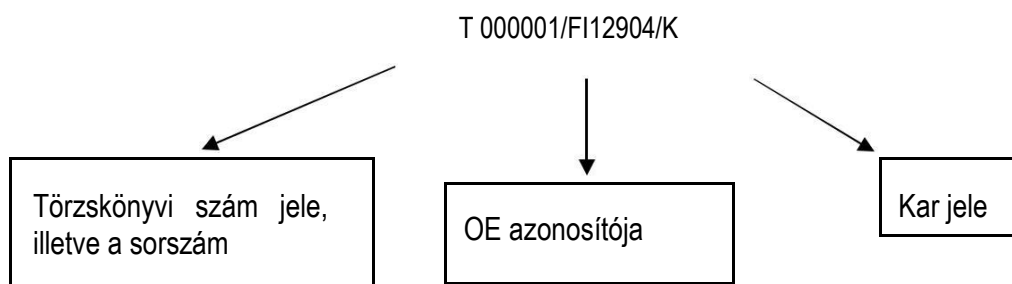 T 000001/FI12904/K
Törzskönyvi szám jele,
illetve a sorszám
OE azonosítója
Kar jele